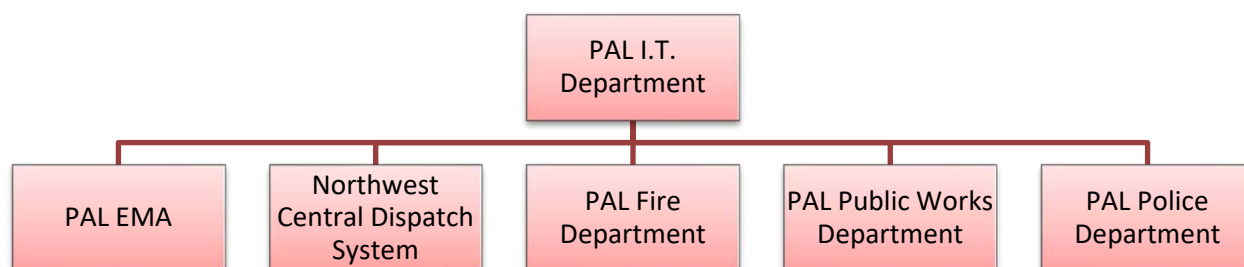 PAL I.T.
Department
PAL EMA
Northwest
Central Dispatch
System
PAL Fire
Department
PAL Public Works
Department
PAL Police
Department